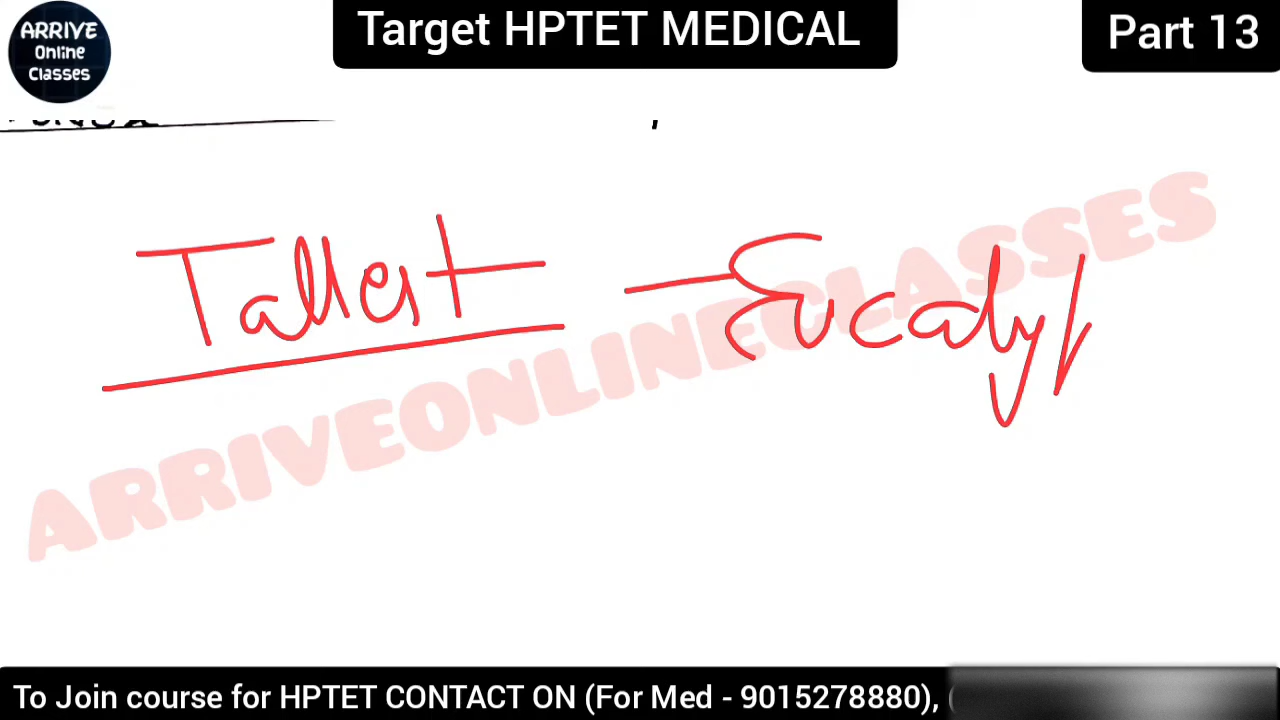 ARRIVE
Online
Classes
Target HPTET MEDICAL
Part 13
Tallest - Eucalyp
ARRIVEONLINECLASSES
To Join course for HPTET CONTACT ON (For Med - 9015278880), (